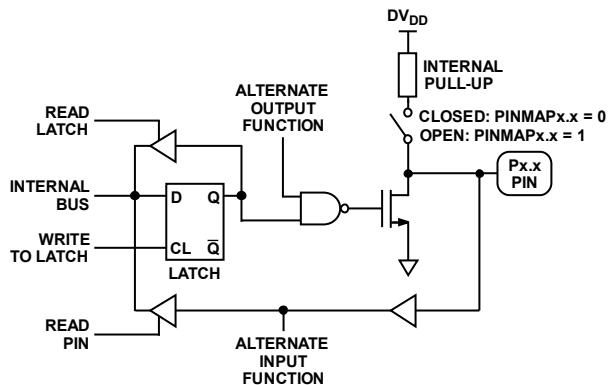 DVDD
INTERNAL
PULL-UP
CLOSED: PINMAPx.x = 0
OPEN: PINMAPx.x = 1
ALTERNATE
OUTPUT
FUNCTION
READ
LATCH
INTERNAL
BUS
WRITE
TO LATCH
D Q
CL Q̅
LATCH
Px.x
PIN
READ
PIN
ALTERNATE
INPUT
FUNCTION